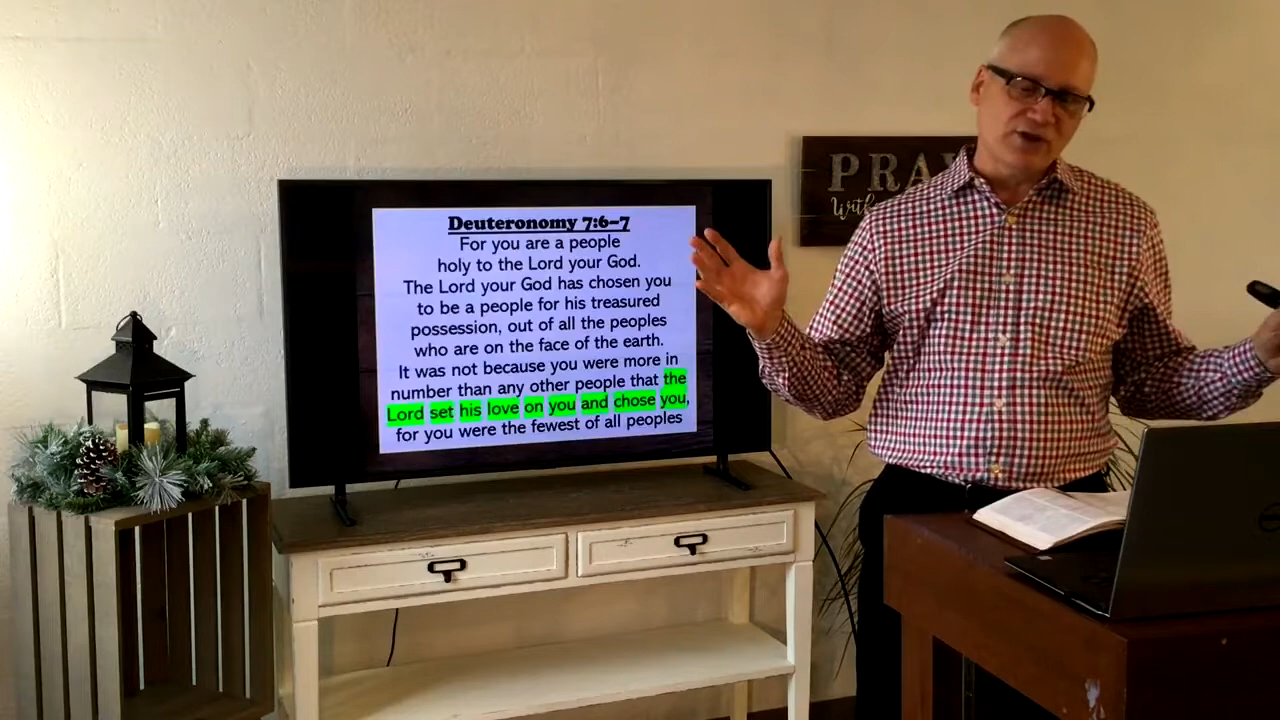 Deuteronomy 7:6–7
For you are a people
holy to the Lord your God.
The Lord your God has chosen you
to be a people for his treasured
possession, out of all the peoples
who are on the face of the earth.
It was not because you were more in
number than any other people that the
Lord set his love on you and chose you,
for you were the fewest of all peoples
PRAY